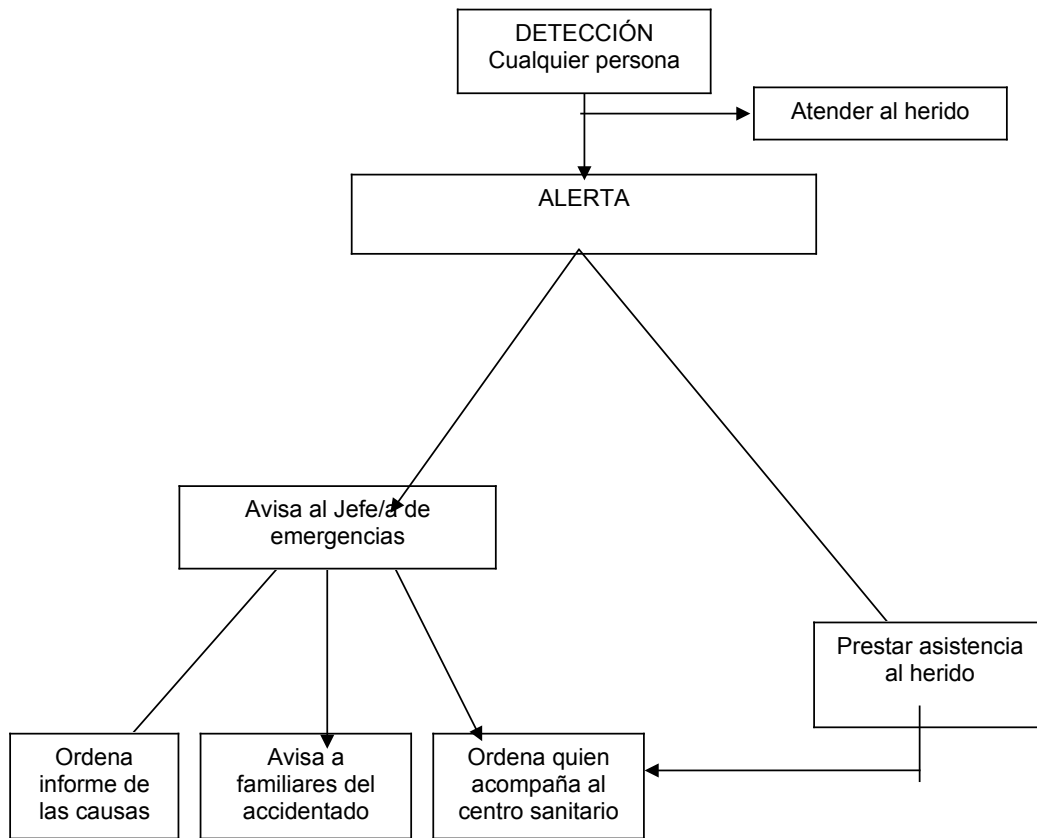 DETECCIÓN
Cualquier persona
Atender al herido
ALERTA
Avisa al Jefe/a de
emergencias
Prestar asistencia
al herido
Ordena
informe de
las causas
Avisa a
familiares del
accidentado
Ordena quien
acompaña al
centro sanitario